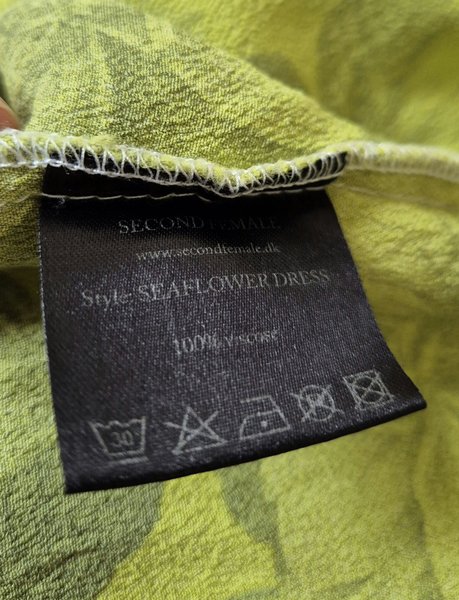 SECOND FEMALE
www.secondfemale.dk
Style: SEAFLOWER DRESS
100% viscose
30